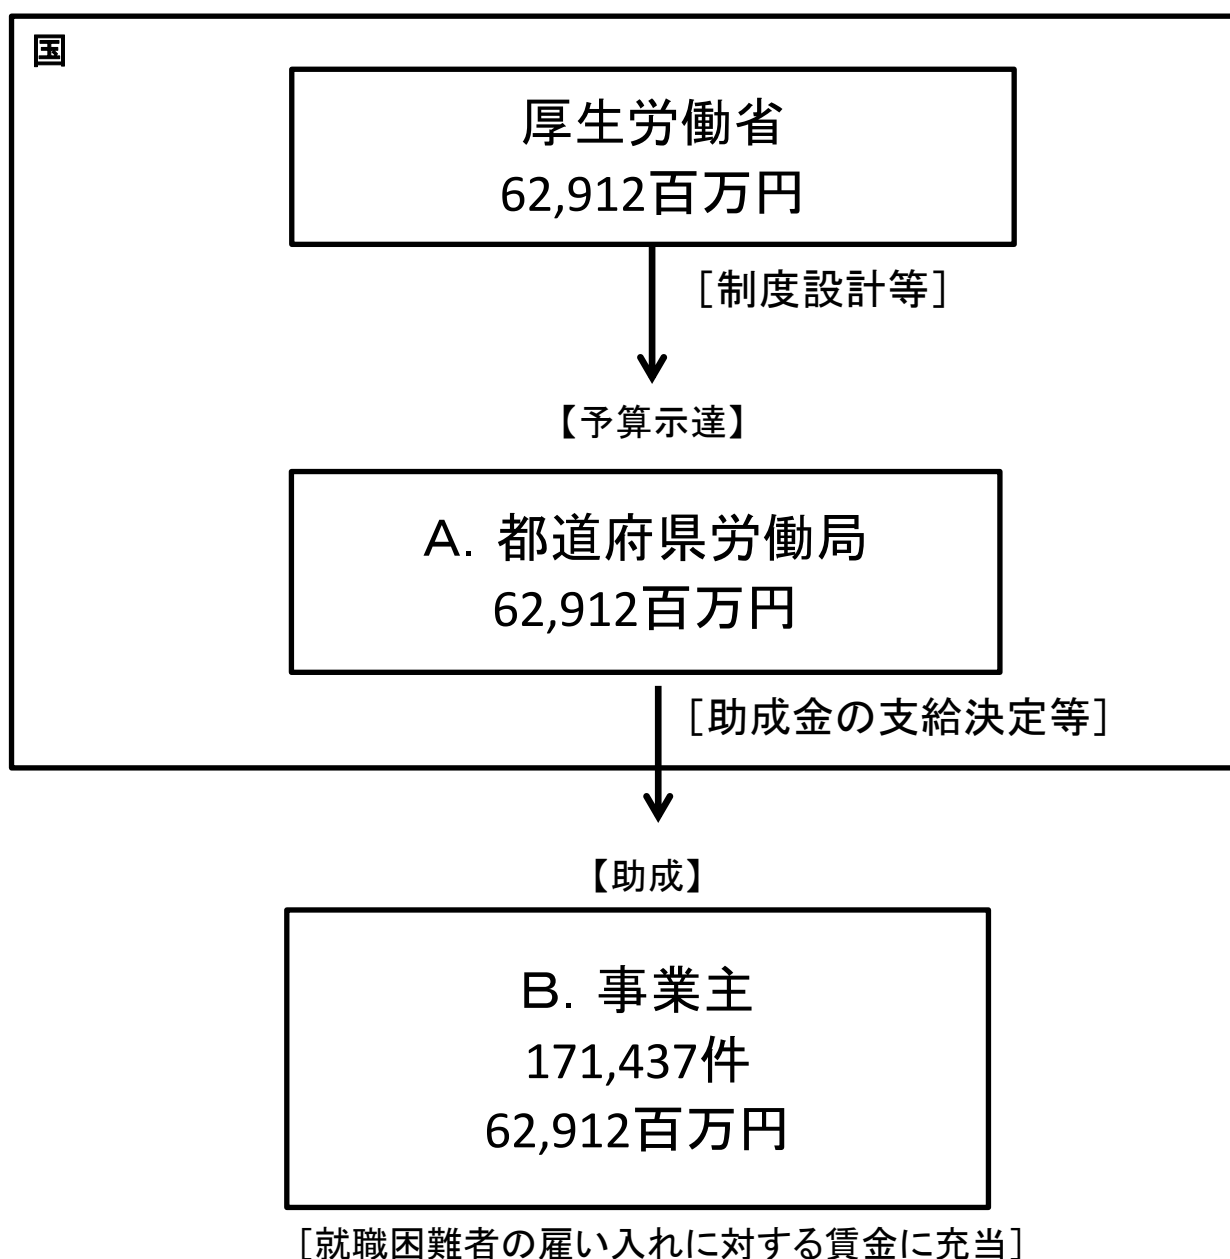 国
厚生労働省
62,912百万円
［制度設計等］
【予算示達】
A. 都道府県労働局
62,912百万円
［助成金の支給決定等］
【助成】
B. 事業主
171,437件
62,912百万円
［就職困難者の雇い入れに対する賃金に充当］